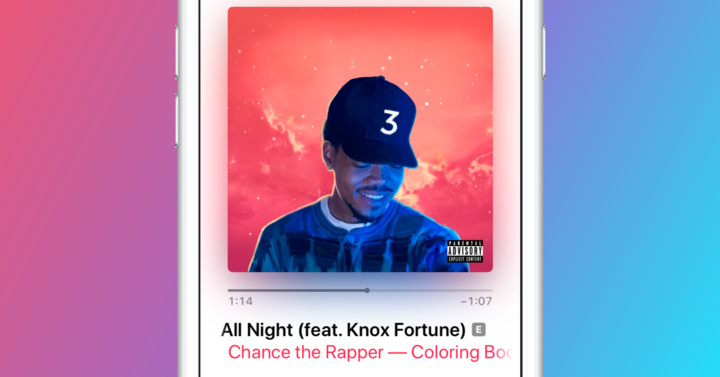 3
PARENTAL
ADVISORY
EXPLICIT CONTENT
1:14 −1:07
All Night (feat. Knox Fortune) E
Chance the Rapper — Coloring Boo